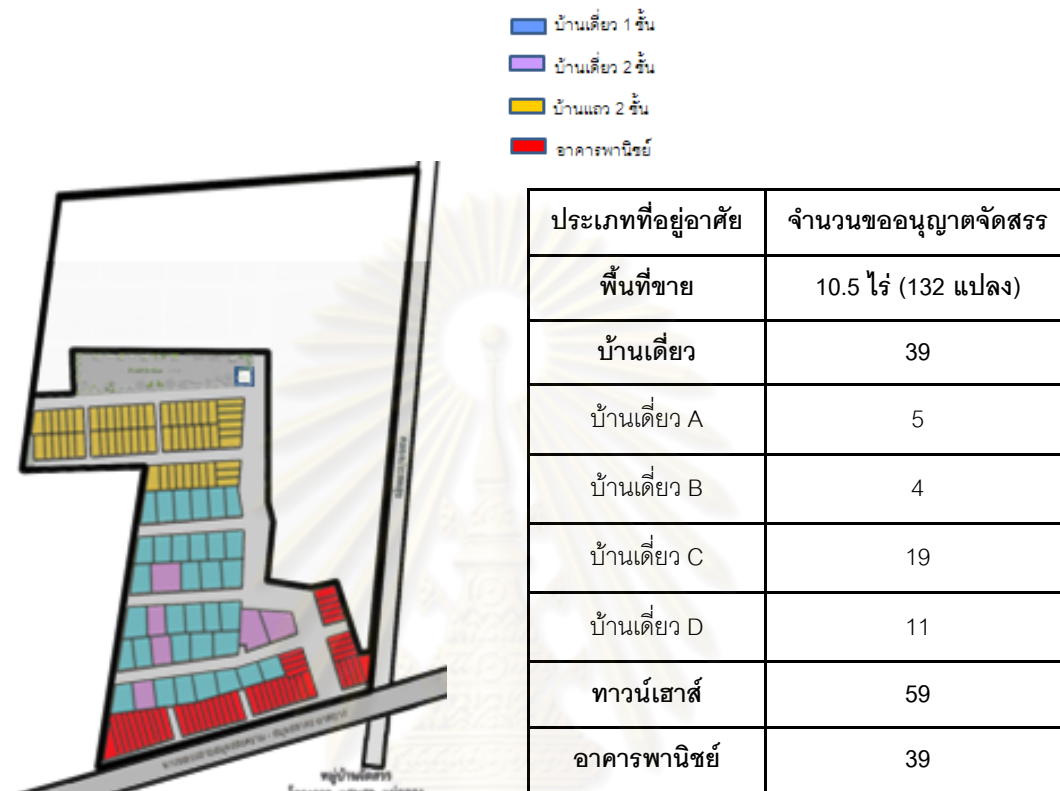 บ้านเดี่ยว 1 ชั้น
บ้านเดี่ยว 2 ชั้น
บ้านแถว 2 ชั้น
อาคารพานิชย์
ประเภทที่อยู่อาศัย จำนวนขออนุญาตจัดสรร
พื้นที่ขาย 10.5 ไร่ (132 แปลง)
บ้านเดี่ยว 39
บ้านเดี่ยว A 5
บ้านเดี่ยว B 4
บ้านเดี่ยว C 19
บ้านเดี่ยว D 11
ทาวน์เฮาส์ 59
อาคารพานิชย์ 39
หมู่บ้านจัดสรร